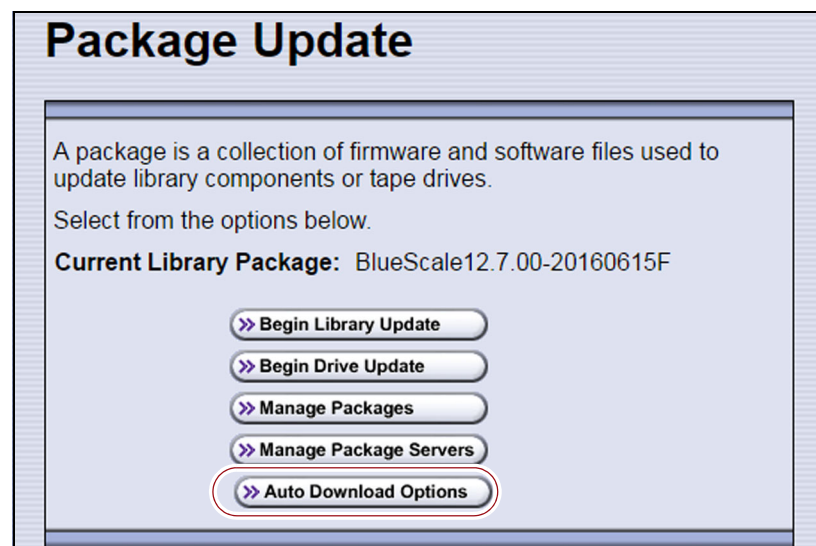 Package Update
A package is a collection of firmware and software files used to
update library components or tape drives.
Select from the options below.
Current Library Package: BlueScale12.7.00-20160615F
Begin Library Update
Begin Drive Update
Manage Packages
Manage Package Servers
Auto Download Options